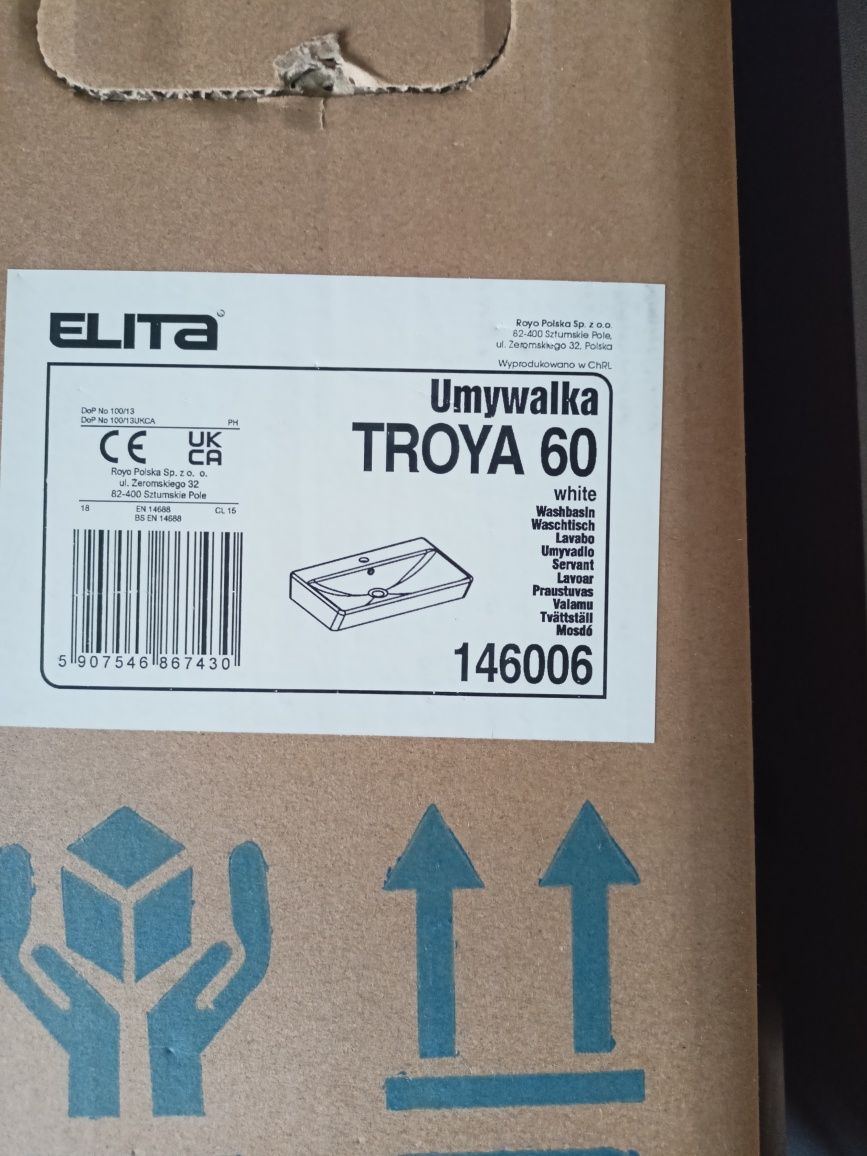 ELITa
Royo Polska Sp. z o.o.
82-400 Sztumskie Pole,
ul. Żeromskiego 32, Polska
Wyprodukowano w ChRL
DoP No 100/13
DoP No 100/13UKCA PH
CE UK CA
Royo Polska Sp. z o. o.
ul. Żeromskiego 32
82-400 Sztumskie Pole
18 EN 14688 CL 15
BS EN 14688
5 907546 867430
Umywalka
TROYA 60
white
Washbasin
Waschtisch
Lavabo
Umyvadlo
Servant
Lavoar
Praustuvas
Valamu
Tvättställ
Mosdó
146006